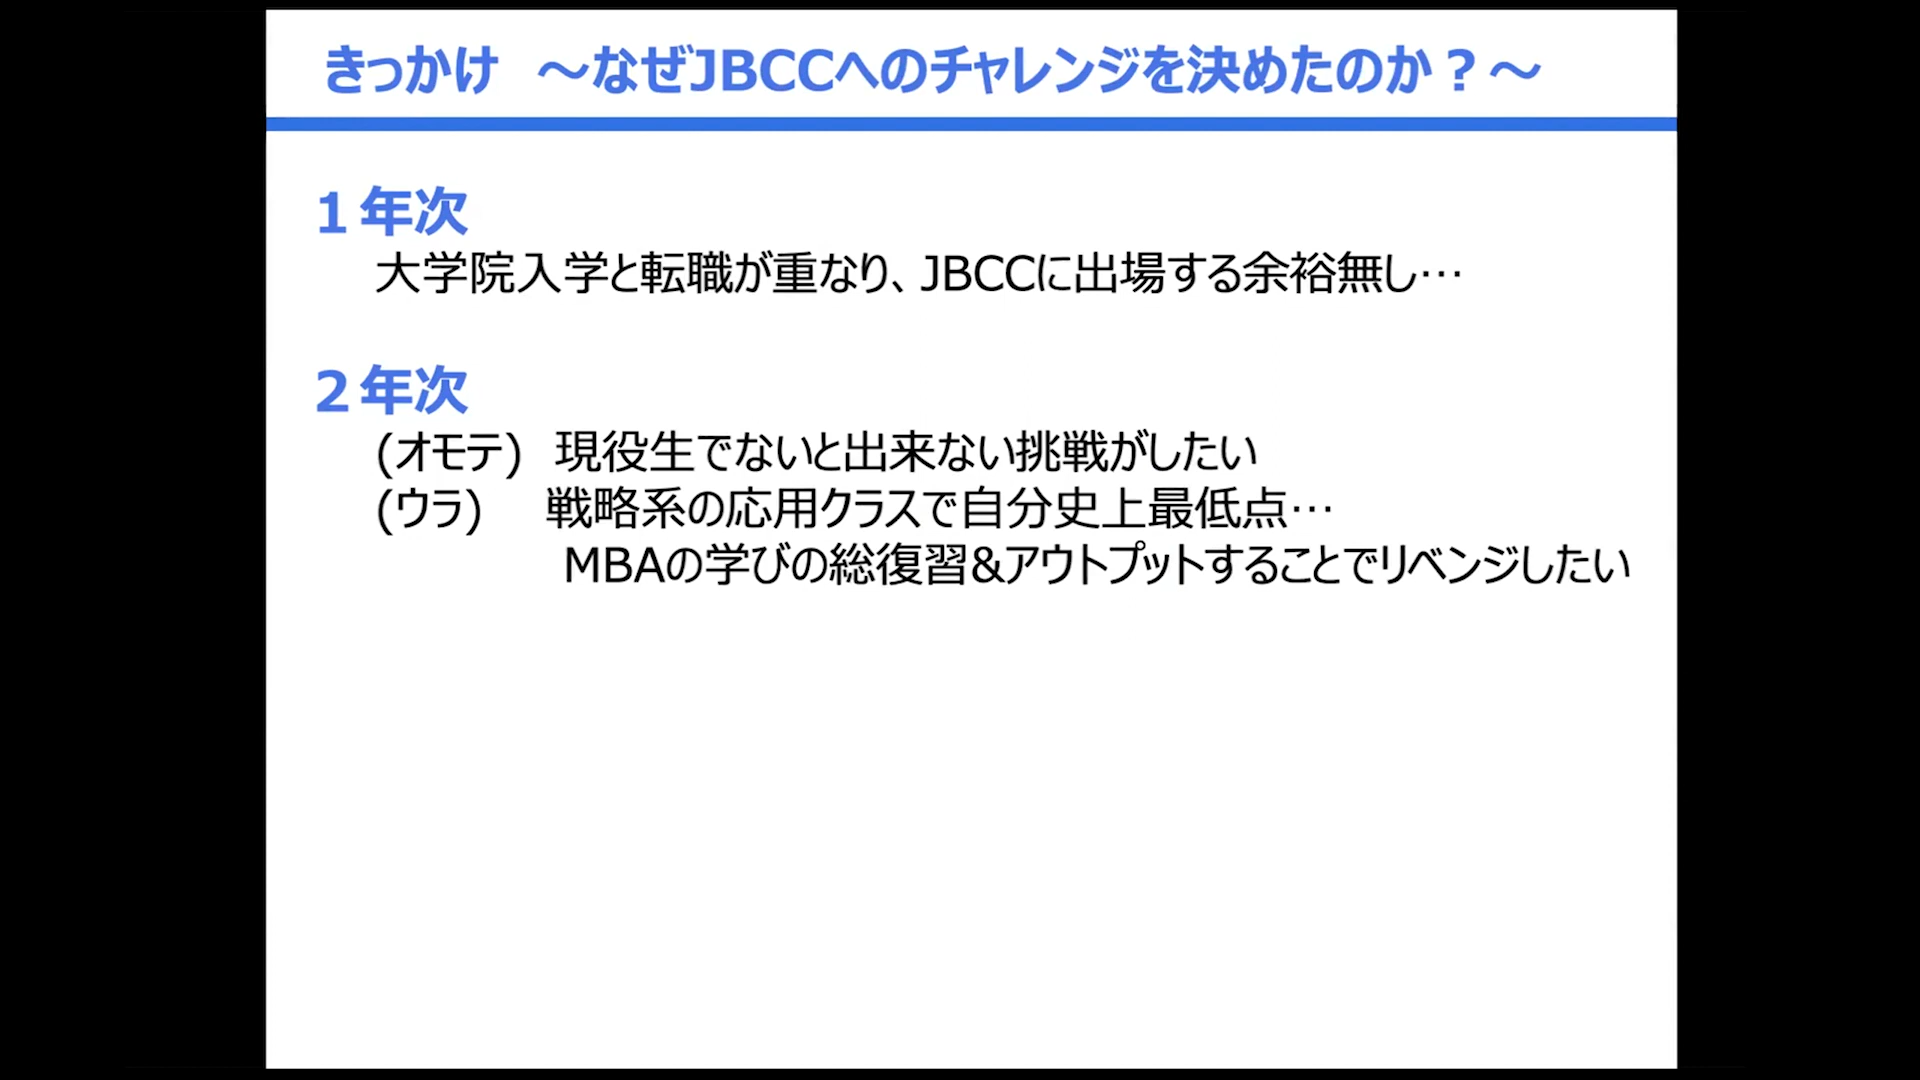 きっかけ　～なぜJBCCへのチャレンジを決めたのか？～
１年次
大学院入学と転職が重なり、JBCCに出場する余裕無し…
２年次
(オモテ)　現役生でないと出来ない挑戦がしたい
(ウラ)　 戦略系の応用クラスで自分史上最低点…
MBAの学びの総復習&アウトプットすることでリベンジしたい